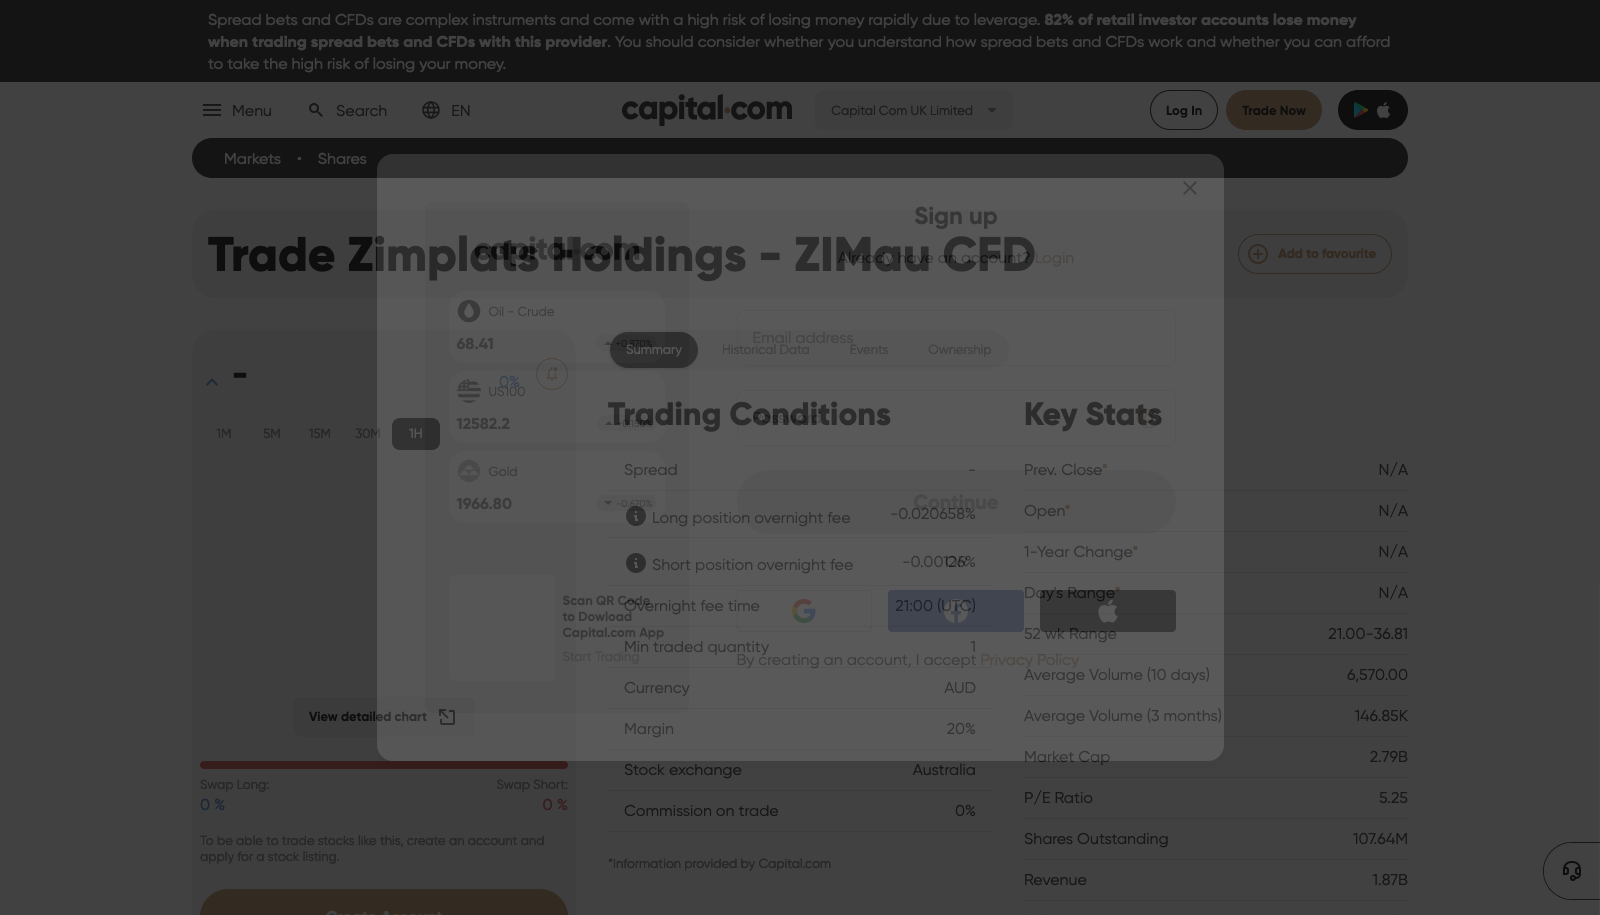 Spread bets and CFDs are complex instruments and come with a high risk of losing money rapidly due to leverage. 82% of retail investor accounts lose money
when trading spread bets and CFDs with this provider. You should consider whether you understand how spread bets and CFDs work and whether you can afford
to take the high risk of losing your money.
Menu
Search
EN
capital.com
Capital Com UK Limited
Log In
Trade Now
Markets • Shares
Trade Zimplats Holdings - ZIMau CFD
Add to favourite
Sign up
Already have an account? Login
capital.com
Oil - Crude
68.41
US100
12582.2
Gold
1966.80
-0.670%
Scan QR Code
to Dowload
Capital.com App
Start Trading
Email address
Continue
By creating an account, I accept Privacy Policy
-
0%
1M
5M
15M
30M
1H
View detailed chart
Swap Long:
0 %
Swap Short:
0 %
To be able to trade stocks like this, create an account and
apply for a stock listing.
Create Account
Summary
Historical Data
Events
Ownership
Trading Conditions
Spread -
Long position overnight fee -0.020658%
Short position overnight fee
Overnight fee time 21:00 (UTC)
Min traded quantity 1
Currency AUD
Margin 20%
Stock exchange Australia
Commission on trade 0%
*Information provided by Capital.com
Key Stats
Prev. Close* N/A
Open* N/A
1-Year Change* N/A
Day's Range* N/A
52 wk Range 21.00-36.81
Average Volume (10 days) 6,570.00
Average Volume (3 months) 146.85K
Market Cap 2.79B
P/E Ratio 5.25
Shares Outstanding 107.64M
Revenue 1.87B